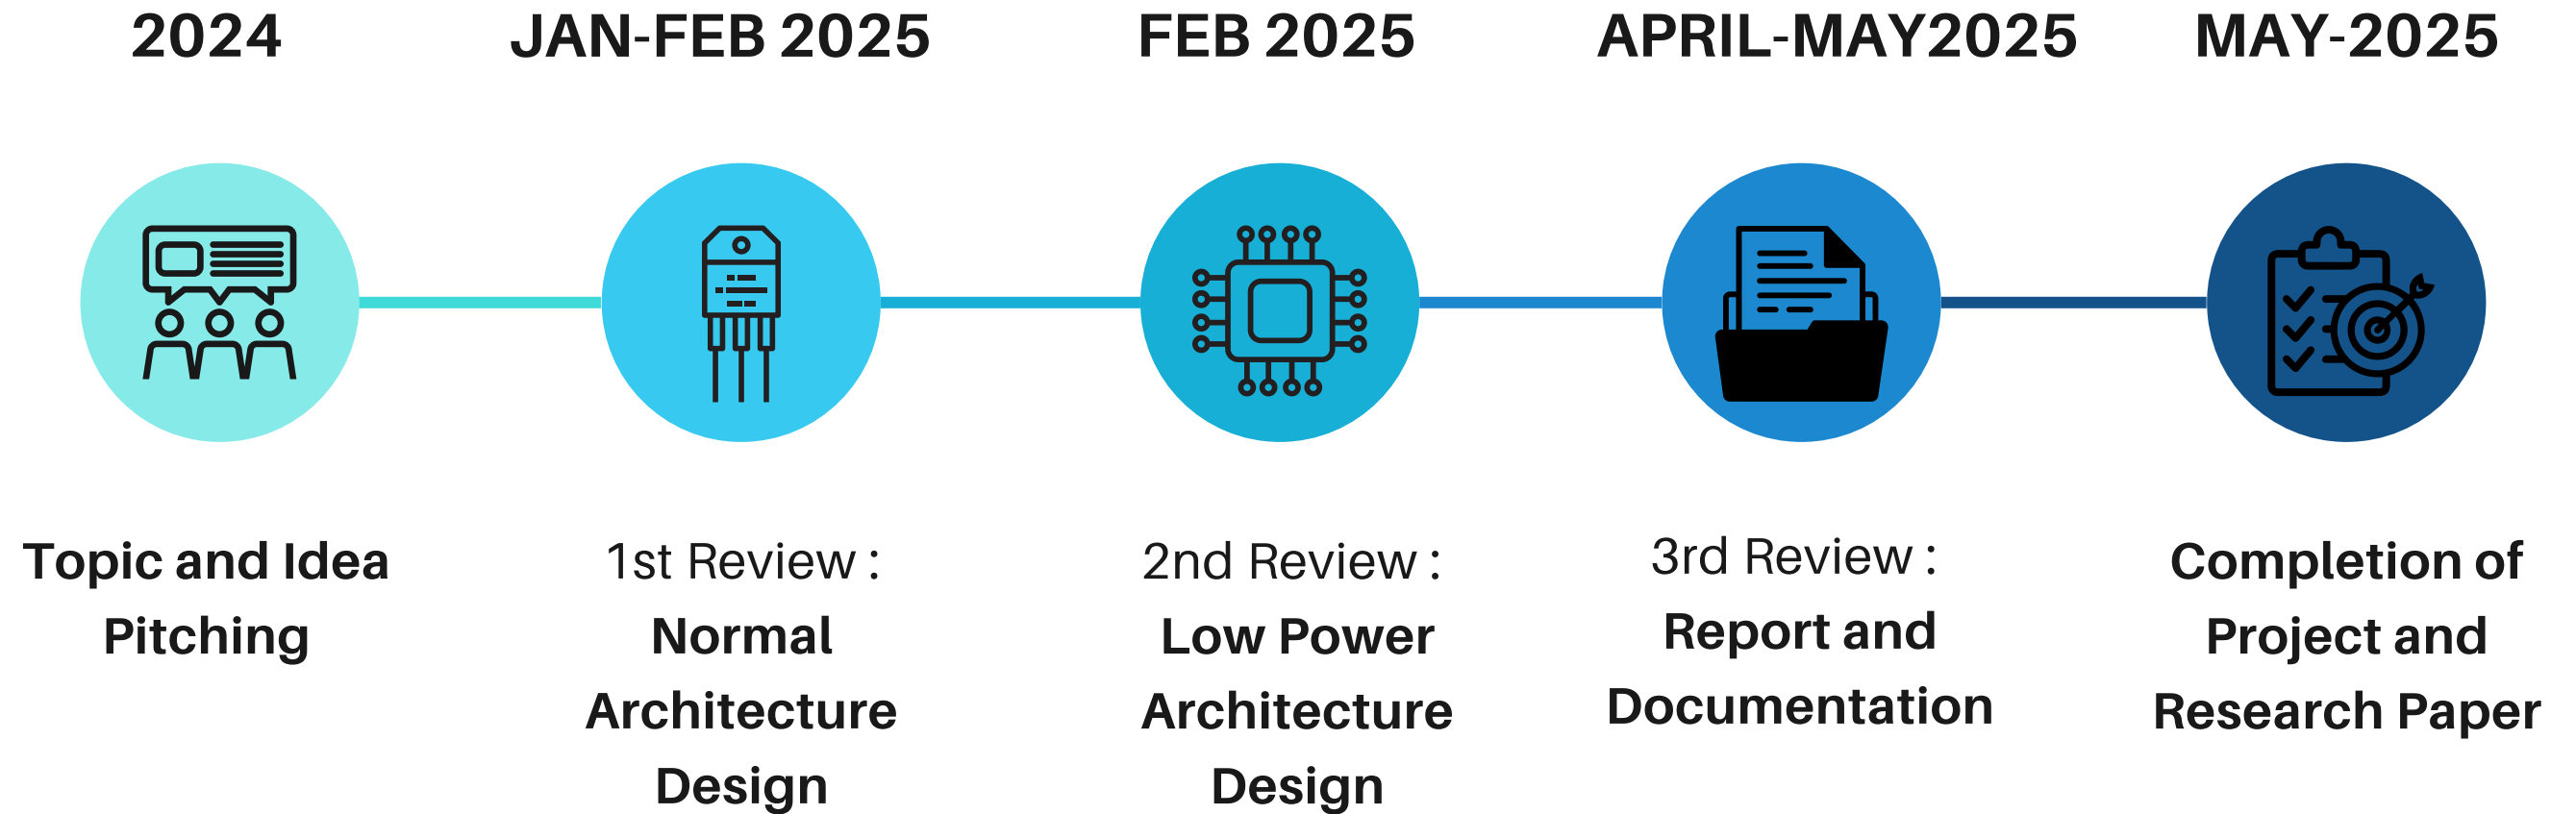 2024
JAN-FEB 2025
FEB 2025
APRIL-MAY2025
MAY-2025
Topic and Idea
Pitching
1st Review :
Normal
Architecture
Design
2nd Review :
Low Power
Architecture
Design
3rd Review :
Report and
Documentation
Completion of
Project and
Research Paper